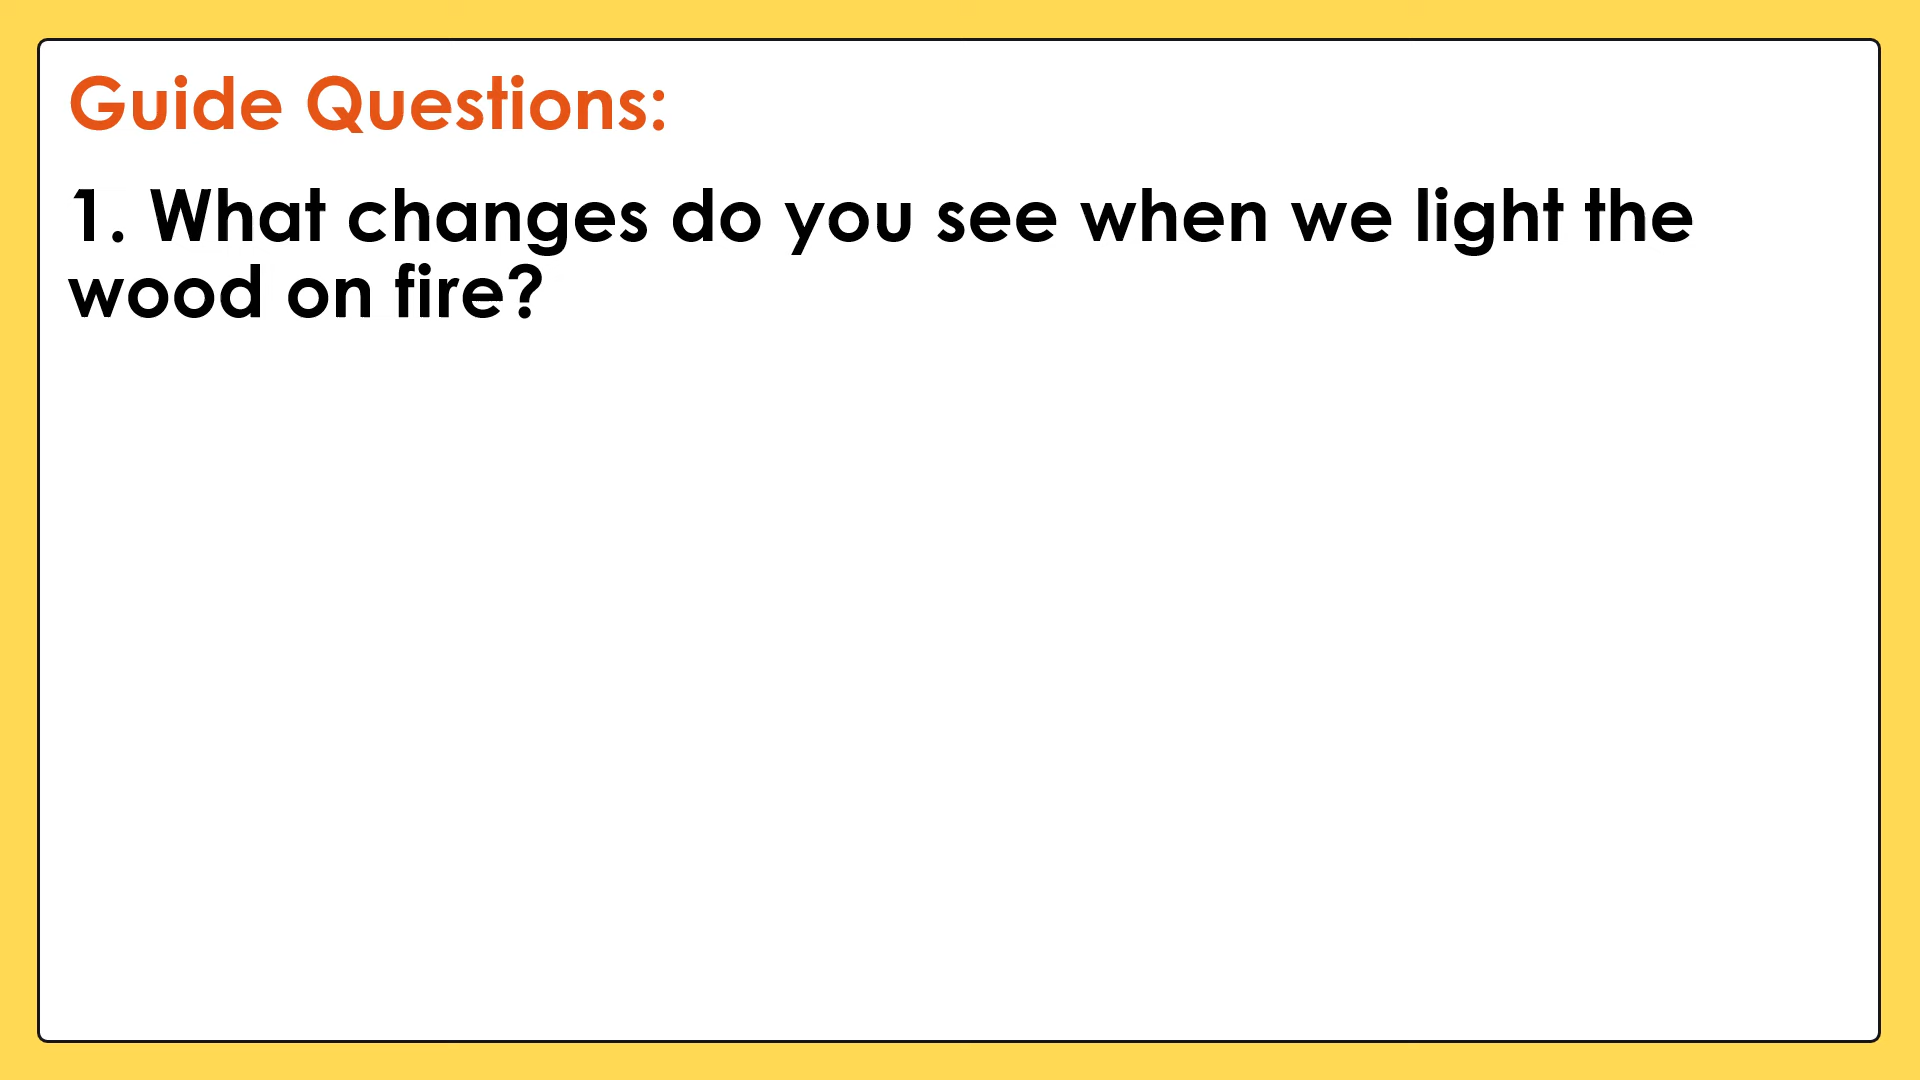 Guide Questions:
1. What changes do you see when we light the
wood on fire?